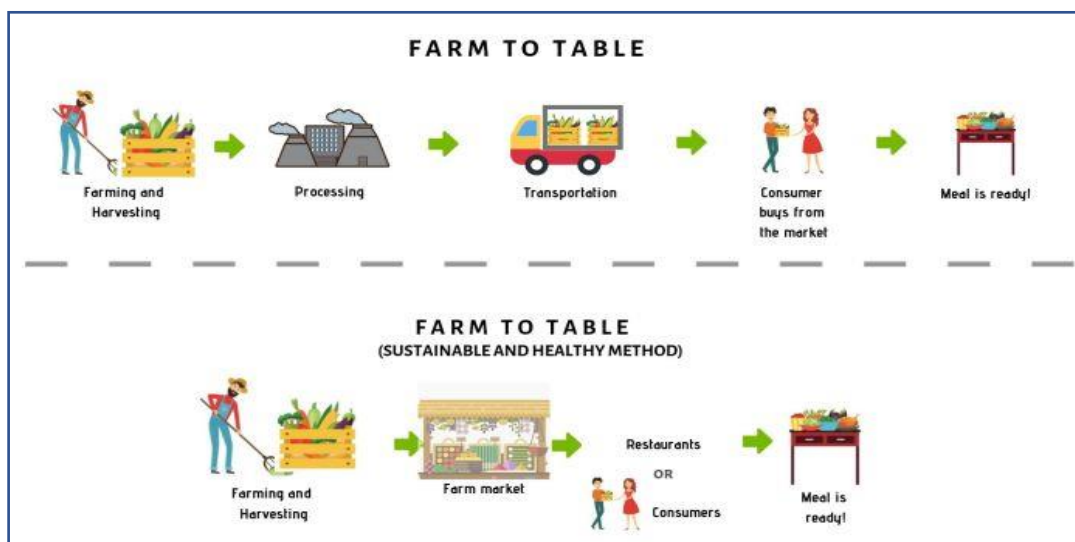 FARM TO TABLE
Farming and
Harvesting
Processing
Transportation
Consumer
buys from
the market
Meal is ready!
FARM TO TABLE
(SUSTAINABLE AND HEALTHY METHOD)
Farming and
Harvesting
Farm market
Restaurants
OR
Consumers
Meal is
ready!